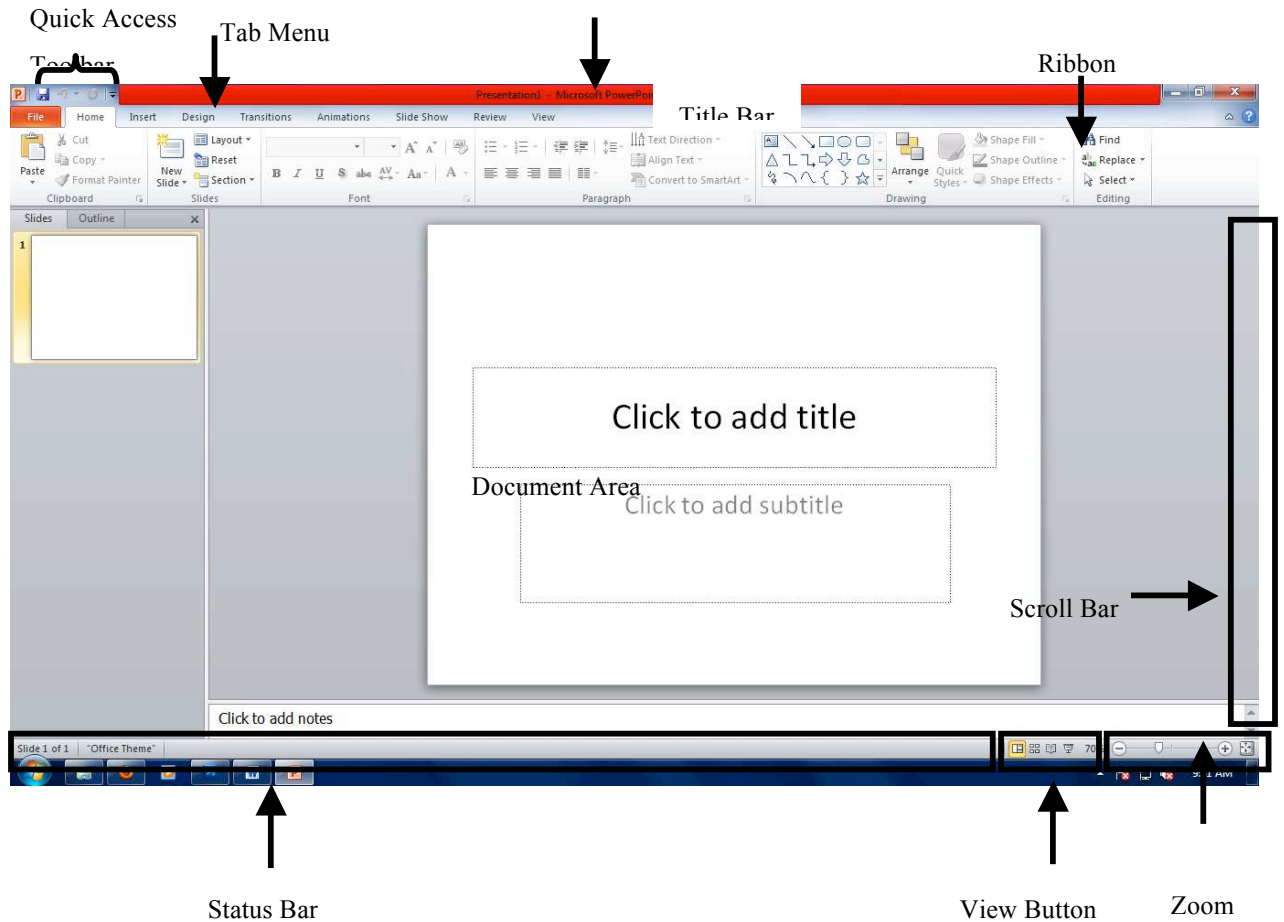 Quick Access
Toolbar
Tab Menu
Ribbon
Presentation1 - Microsoft PowerPoint
Title Bar
File Home Insert Design Transitions Animations Slide Show Review View
Paste
Cut
Copy
Format Painter
Clipboard
New
Slide
Layout
Reset
Section
Slides
B I U S abc AV Aa A
Font
Text Direction
Align Text
Convert to SmartArt
Paragraph
Arrange
Quick
Styles
Shape Fill
Shape Outline
Shape Effects
Drawing
Find
Replace
Select
Editing
Slides Outline
1
Click to add title
Document Area
Click to add subtitle
Scroll Bar
Click to add notes
Slide 1 of 1 "Office Theme"
Status Bar
View Button
Zoom